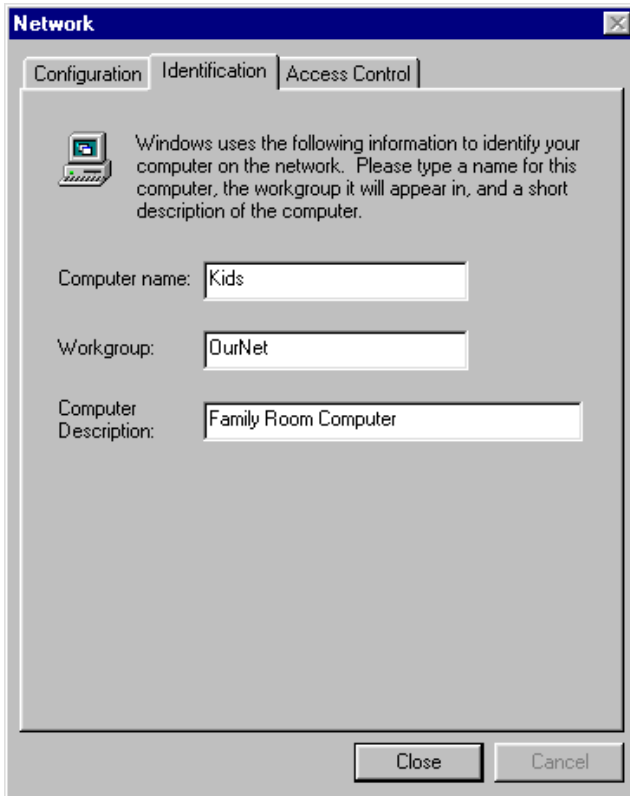 Network
Configuration Identification Access Control
Windows uses the following information to identify your
computer on the network. Please type a name for this
computer, the workgroup it will appear in, and a short
description of the computer.
Computer name: Kids
Workgroup: OurNet
Computer
Description: Family Room Computer
Close Cancel